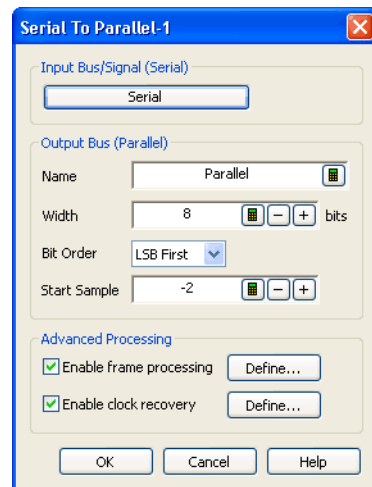 Serial To Parallel-1
Input Bus/Signal (Serial)
Serial
Output Bus (Parallel)
Name Parallel
Width 8 bits
Bit Order LSB First
Start Sample -2
Advanced Processing
Enable frame processing Define...
Enable clock recovery Define...
OK Cancel Help